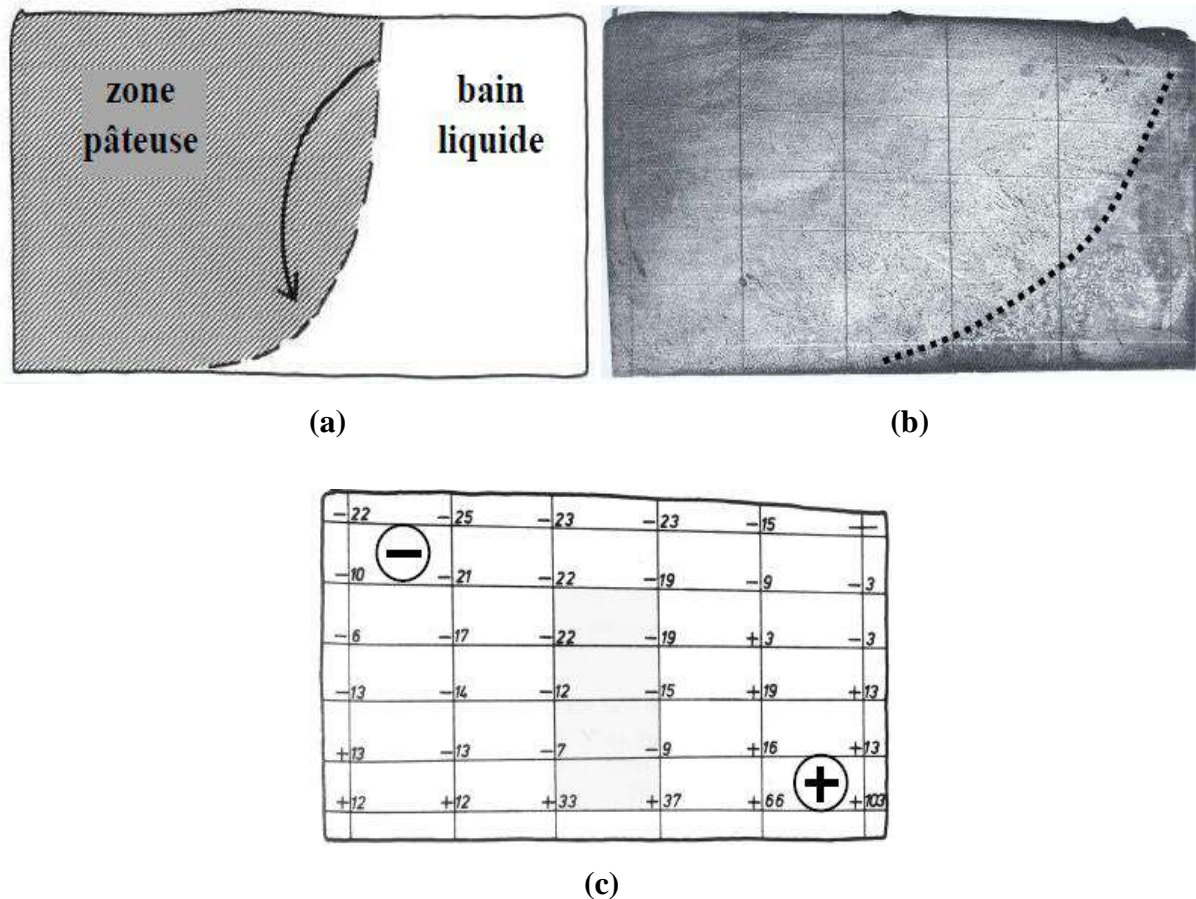 zone
pâteuse
bain
liquide
(a)
(b)
-22 -25 -23 -23 -15 —
−
-10 -21 -22 -19 -9 -3
-6 -17 -22 -19 +3 -3
-13 -14 -12 -15 +19 +13
+13 -13 -7 -9 +16 +13
+
+12 +12 +33 +37 +66 +103
(c)